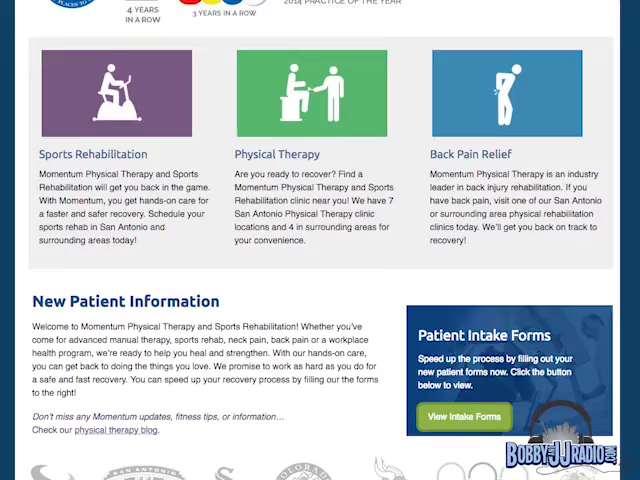 PLACES TO
4 YEARS
IN A ROW
3 YEARS IN A ROW
2014 PRACTICE OF THE YEAR
Sports Rehabilitation
Momentum Physical Therapy and Sports
Rehabilitation will get you back in the game.
With Momentum, you get hands-on care for
a faster and safer recovery. Schedule your
sports rehab in San Antonio and
surrounding areas today!
Physical Therapy
Are you ready to recover? Find a
Momentum Physical Therapy and Sports
Rehabilitation clinic near you! We have 7
San Antonio Physical Therapy clinic
locations and 4 in surrounding areas for
your convenience.
Back Pain Relief
Momentum Physical Therapy is an industry
leader in back injury rehabilitation. If you
have back pain, visit one of our San Antonio
or surrounding area physical rehabilitation
clinics today. We'll get you back on track to
recovery!
New Patient Information
Welcome to Momentum Physical Therapy and Sports Rehabilitation! Whether you've
come for advanced manual therapy, sports rehab, neck pain, back pain or a workplace
health program, we're ready to help you heal and strengthen. With our hands-on care,
you can get back to doing the things you love. We promise to work as hard as you do for
a safe and fast recovery. You can speed up your recovery process by filling our the forms
to the right!
Don't miss any Momentum updates, fitness tips, or information…
Check our physical therapy blog.
Patient Intake Forms
Speed up the process by filling out your
new patient forms now. Click the button
below to view.
View Intake Forms
SAN ANTONIO
COLORADO